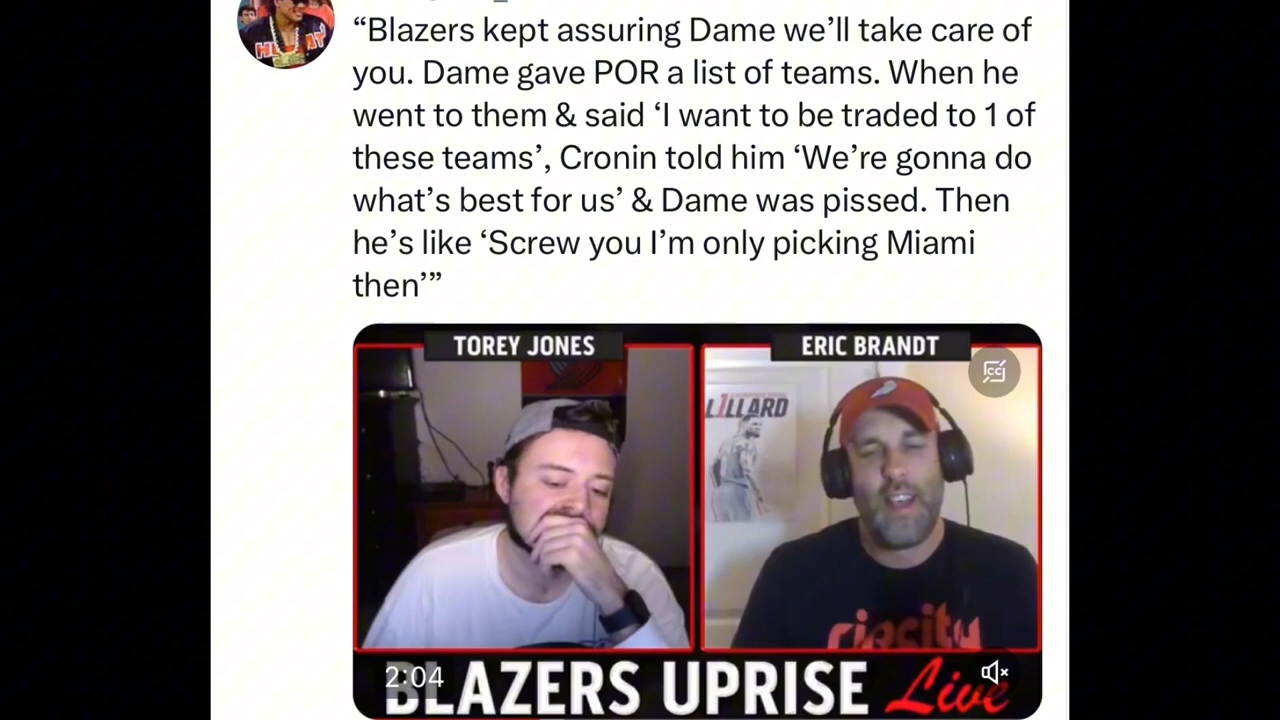 “Blazers kept assuring Dame we’ll take care of
you. Dame gave POR a list of teams. When he
went to them & said ‘I want to be traded to 1 of
these teams’, Cronin told him ‘We’re gonna do
what’s best for us’ & Dame was pissed. Then
he’s like ‘Screw you I’m only picking Miami
then’”
TOREY JONES
ERIC BRANDT
CC
L1LLARD
ripcity
2:04
BLAZERS UPRISE Live